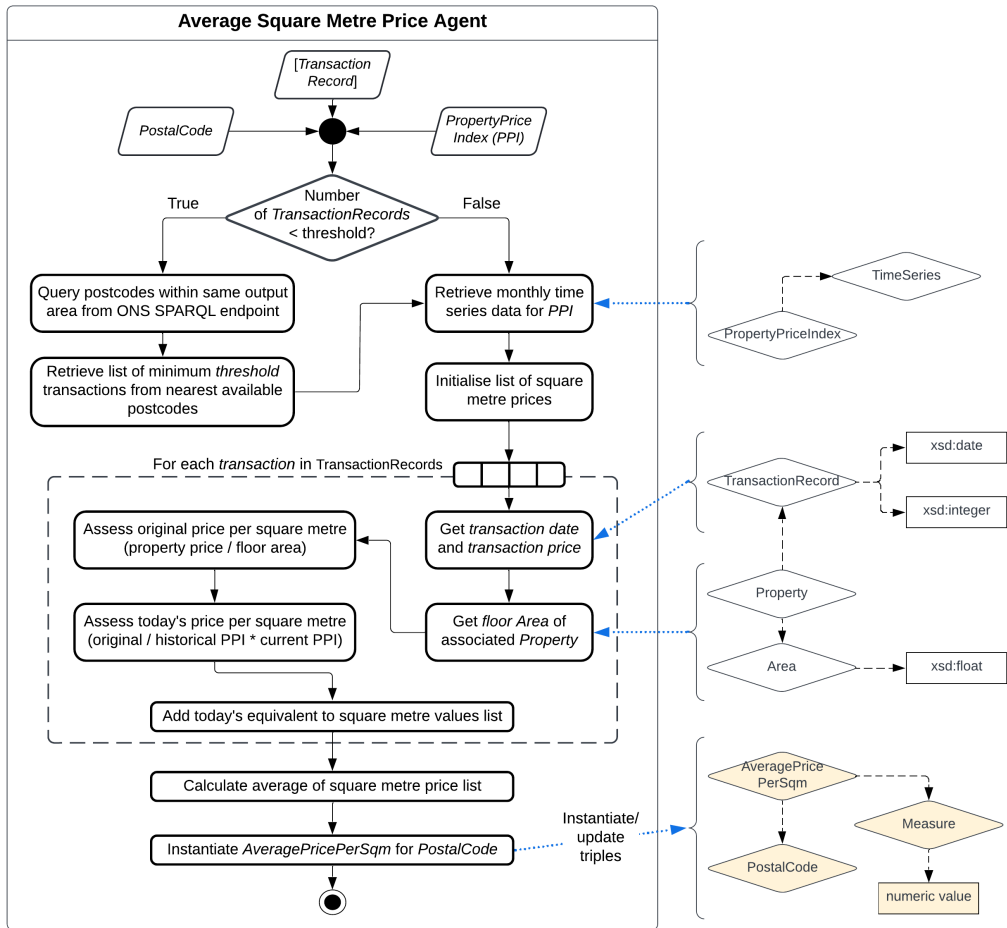 Average Square Metre Price Agent
[Transaction
Record]
PostalCode
PropertyPrice
Index (PPI)
Number
of TransactionRecords
< threshold?
True
False
Query postcodes within same output
area from ONS SPARQL endpoint
Retrieve monthly time
series data for PPI
Retrieve list of minimum threshold
transactions from nearest available
postcodes
Initialise list of square
metre prices
For each transaction in TransactionRecords
Get transaction date
and transaction price
Assess original price per square metre
(property price / floor area)
Get floor Area of
associated Property
Assess today's price per square metre
(original / historical PPI * current PPI)
Add today's equivalent to square metre values list
Calculate average of square metre price list
Instantiate AveragePricePerSqm for PostalCode
Instantiate/
update
triples
TimeSeries
PropertyPriceIndex
xsd:date
TransactionRecord
xsd:integer
Property
Area
xsd:float
AveragePrice
PerSqm
Measure
PostalCode
numeric value